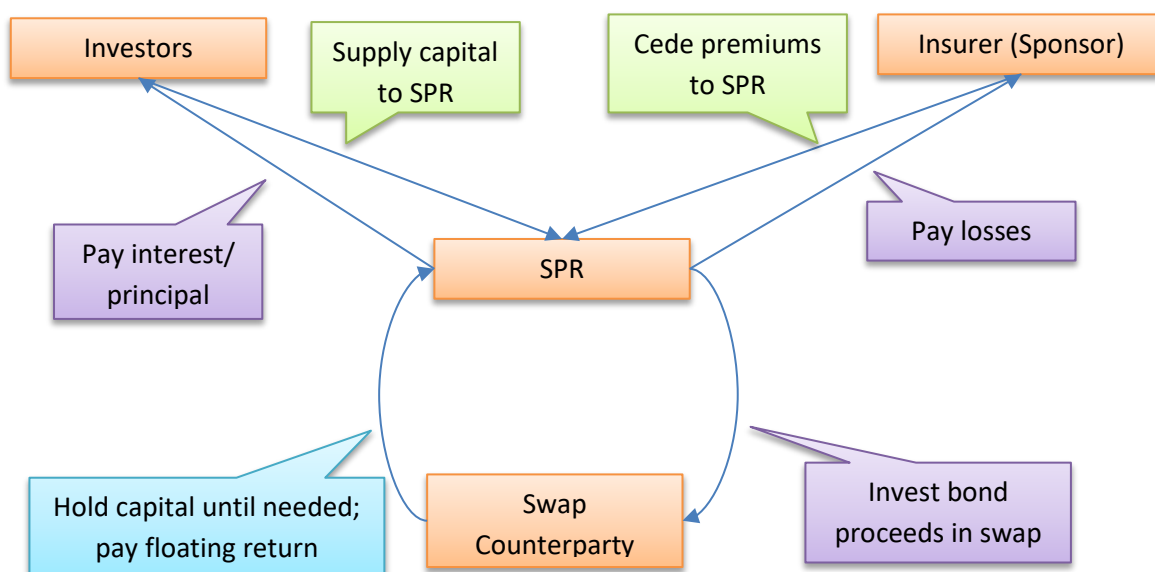 Investors
Supply capital
to SPR
Cede premiums
to SPR
Insurer (Sponsor)
Pay interest/
principal
SPR
Pay losses
Hold capital until needed;
pay floating return
Swap
Counterparty
Invest bond
proceeds in swap